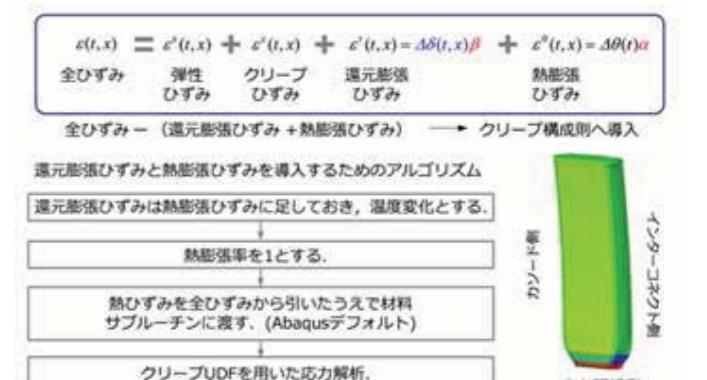 ε(t,x) = εᵉ(t,x) + εᶜ(t,x) + εʳ(t,x) = Δδ(t,x)β + ε^θ(t,x) = Δθ(t)α
全ひずみ 弾性 クリープ 還元膨張 熱膨張
ひずみ ひずみ ひずみ ひずみ
全ひずみー（還元膨張ひずみ＋熱膨張ひずみ） → クリープ構成則へ導入
還元膨張ひずみと熱膨張ひずみを導入するためのアルゴリズム
還元膨張ひずみは熱膨張ひずみに足しておき，温度変化とする．
熱膨張率を1とする．
熱ひずみを全ひずみから引いたうえで材料
サブルーチンに渡す．(Abaqusデフォルト)
クリープUDFを用いた応力解析．
カソード側
インターコネクト側